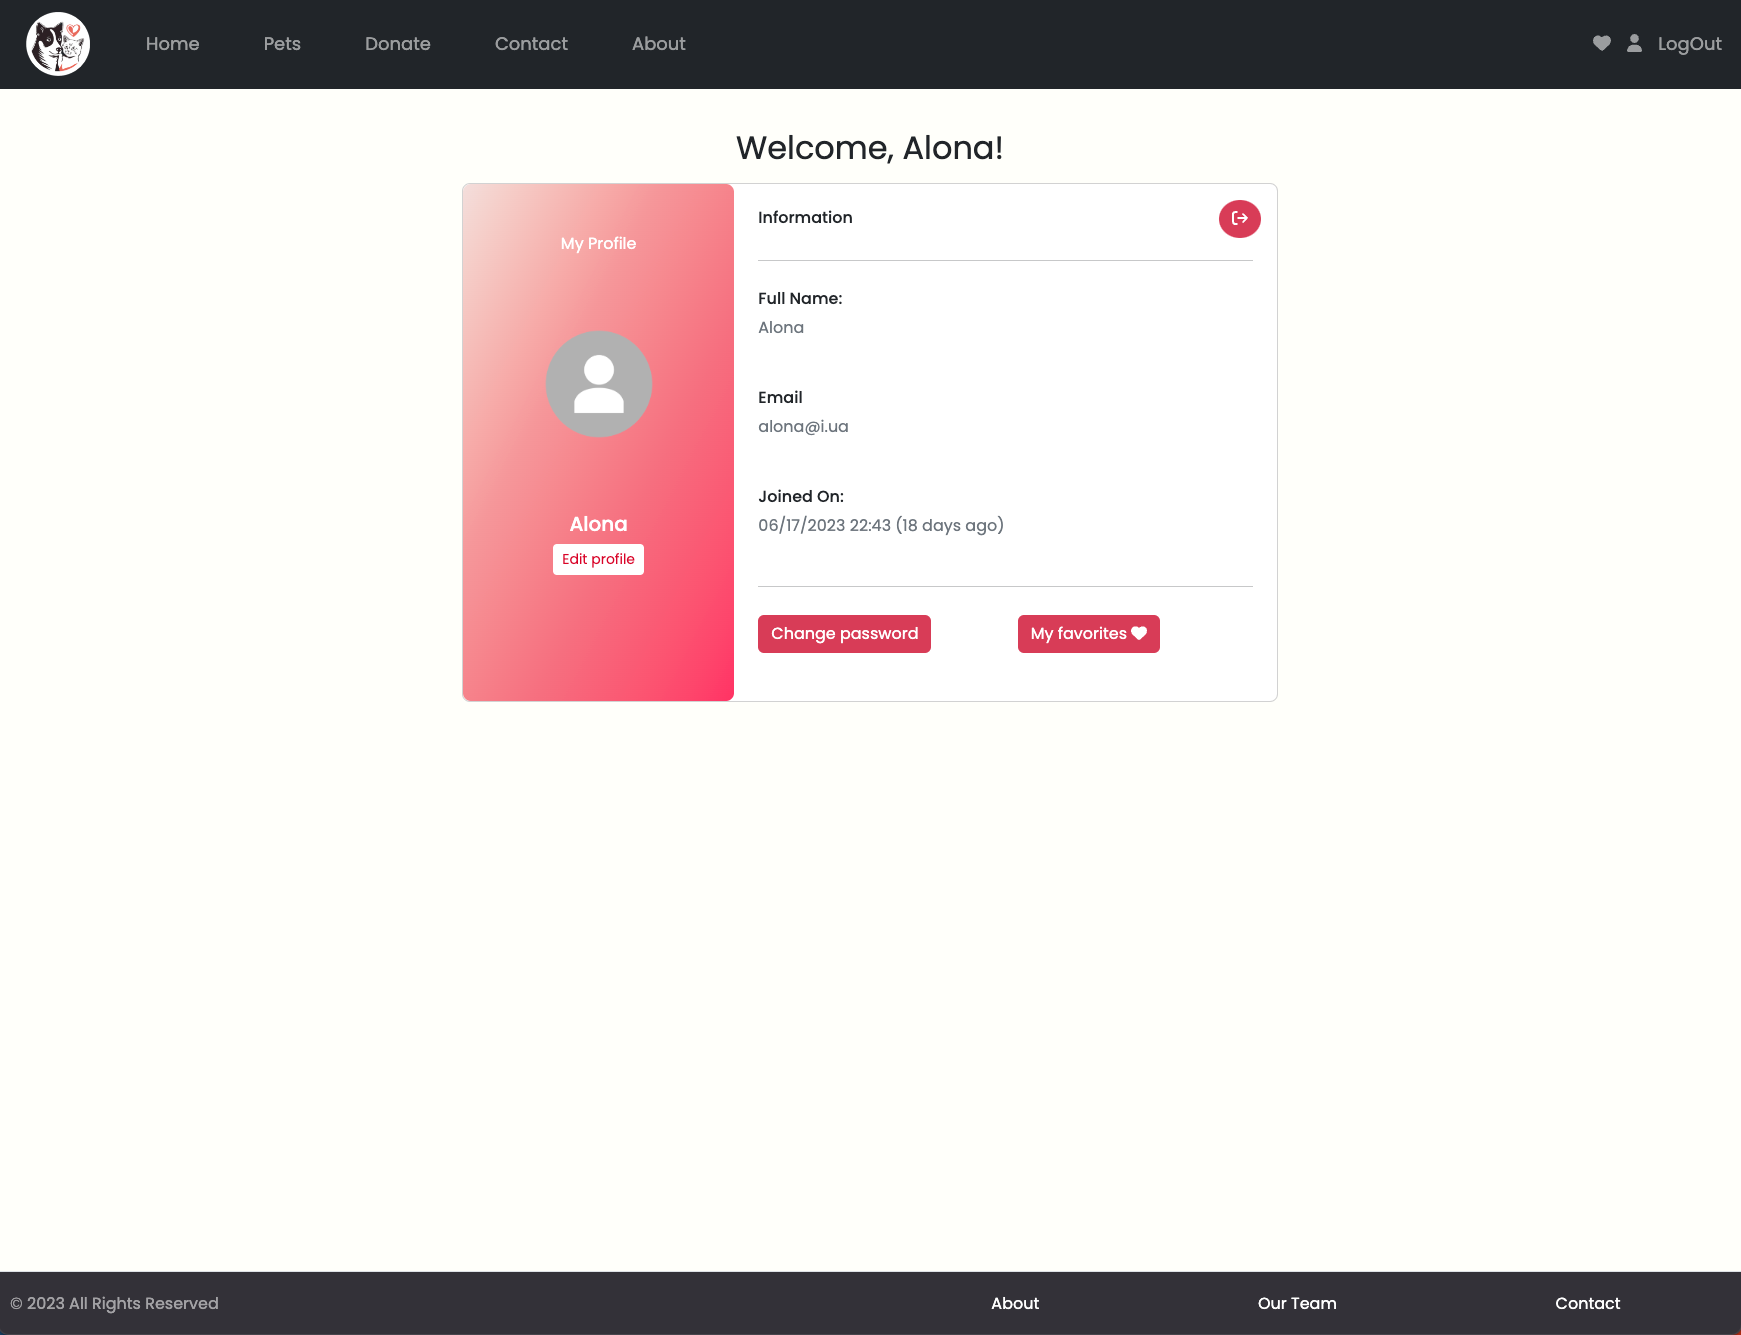 Home Pets Donate Contact About LogOut
Welcome, Alona!
My Profile
Alona
Edit profile
Information
Full Name:
Alona
Email
alona@i.ua
Joined On:
06/17/2023 22:43 (18 days ago)
Change password My favorites
© 2023 All Rights Reserved About Our Team Contact